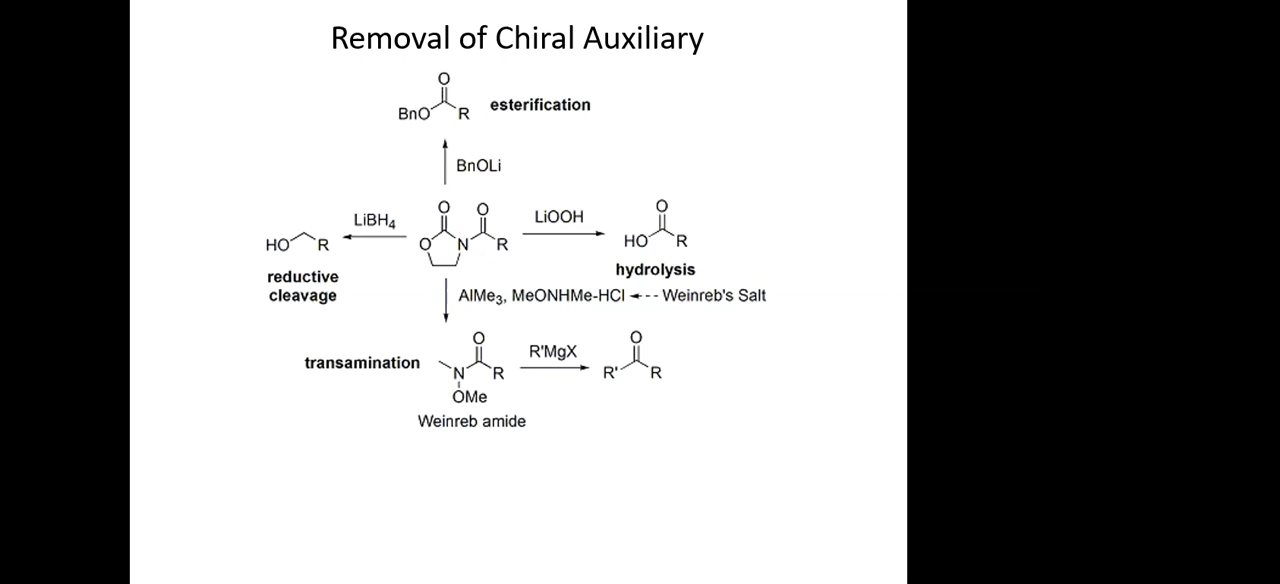 Removal of Chiral Auxiliary
O
BnO R esterification
BnOLi
LiBH4
O O
LiOOH
O
HO R
O N R
HO R
reductive
cleavage
hydrolysis
AlMe3, MeONHMe-HCl Weinreb's Salt
O
O
R'MgX
transamination
N R
R' R
OMe
Weinreb amide